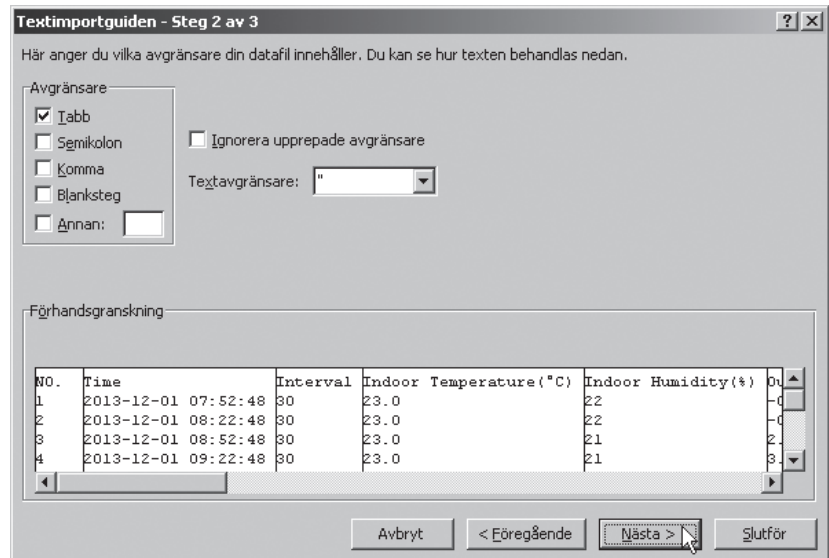 Textimportguiden - Steg 2 av 3
Här anger du vilka avgränsare din datafil innehåller. Du kan se hur texten behandlas nedan.
Avgränsare
Tabb
Semikolon
Komma
Blanksteg
Annan:
Ignorera upprepade avgränsare
Textavgränsare: "
Förhandsgranskning
NO. Time Interval Indoor Temperature(°C) Indoor Humidity(%)
1 2013-12-01 07:52:48 30 23.0 22
2 2013-12-01 08:22:48 30 23.0 22
3 2013-12-01 08:52:48 30 23.0 21 2.
4 2013-12-01 09:22:48 30 23.0 21 3.
Avbryt < Föregående Nästa > Slutför